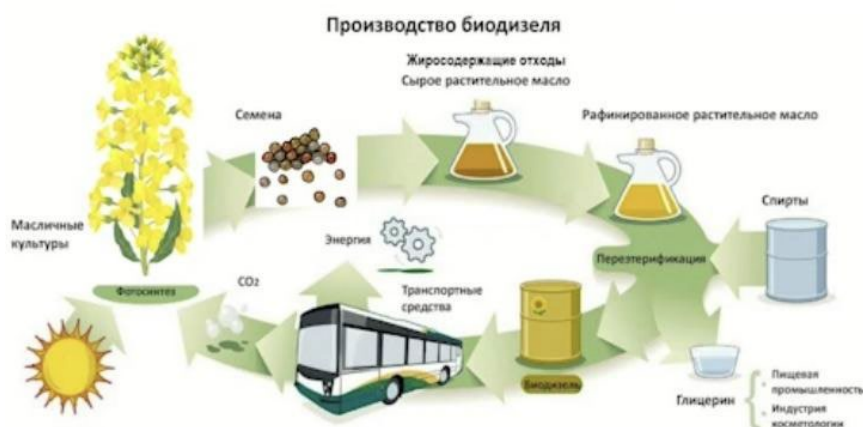 Производство биодизеля
Жиросодержащие отходы
Сырое растительное масло
Семена
Рафинированное растительное масло
Масличные
культуры
Спирты
Энергия
Переэтерификация
Фотосинтез
CO2
Транспортные
средства
Биодизель
Глицерин
· Пищевая
промышленность
· Индустрия
косметологии